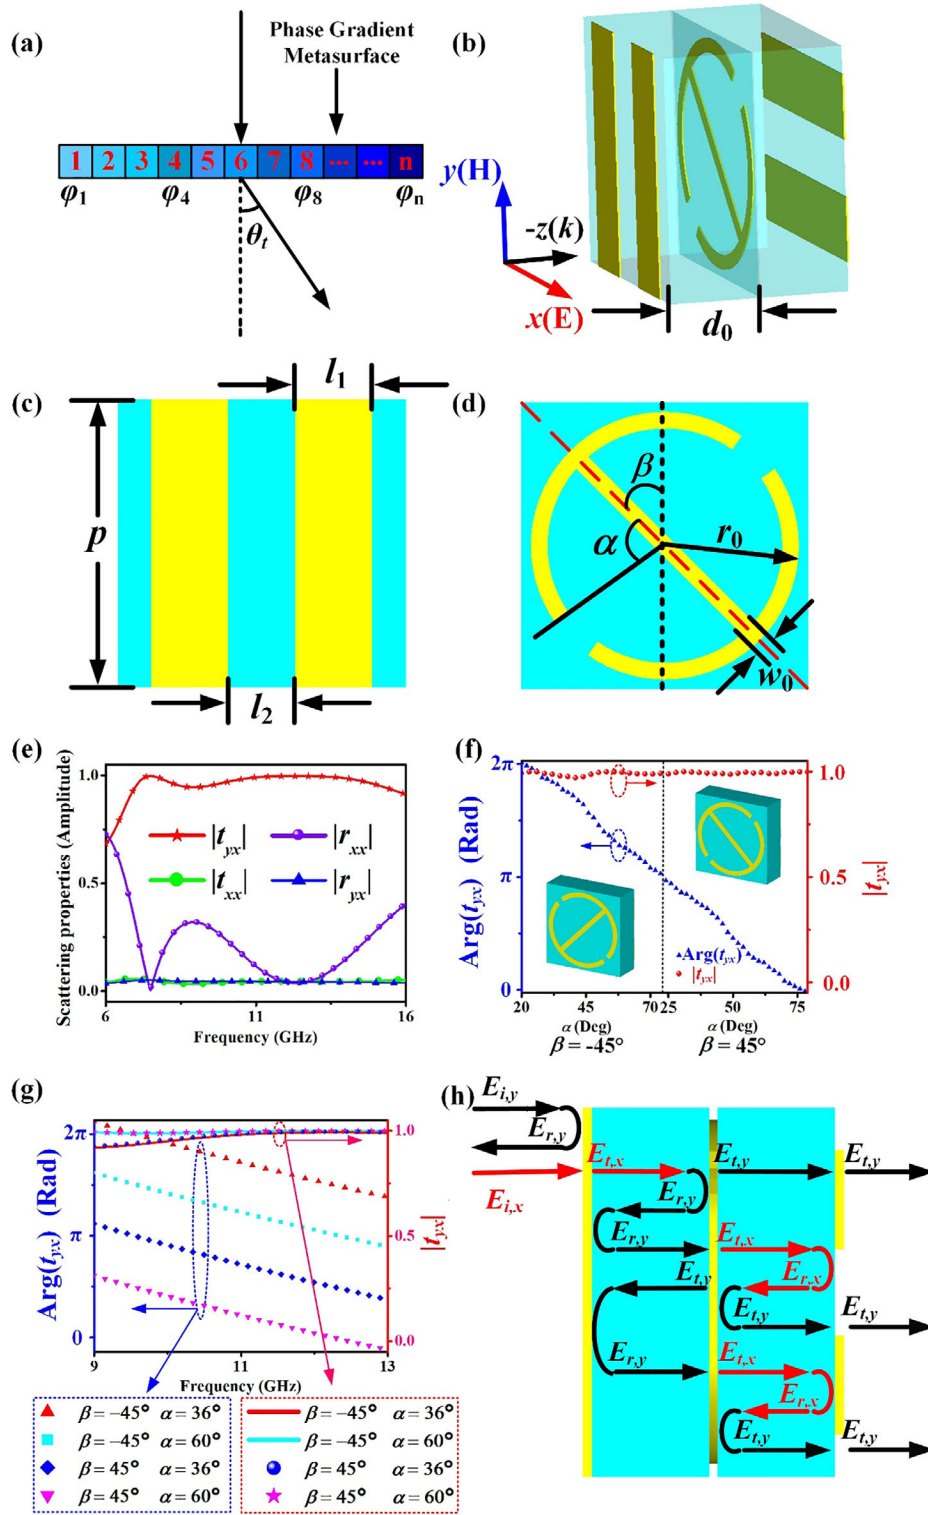 (a)
Phase Gradient
Metasurface
1 2 3 4 5 6 7 8 ... ... n
φ1 φ4 φ8 φn
θt
(b)
y(H)
-z(k)
x(E)
d0
(c)
l1
p
l2
(d)
β
α
r0
w0
(e)
Scattering properties (Amplitude)
1.0
0.5
0.0
|tyx| |rxx|
|txx| |ryx|
6 8 10 12 14 16
Frequency (GHz)
(f)
Arg(tyx) (Rad)
2π
π
0
1.0
0.5
0.0
|tyx|
Arg(tyx)
|tyx|
20 45 70 25 50 75
α (Deg) α (Deg)
β = -45° β = 45°
(g)
Arg(tyx) (Rad)
2π
π
0
1.0
0.5
0.0
|tyx|
9 11 13
Frequency (GHz)
β = −45° α = 36°
β = −45° α = 60°
β = 45° α = 36°
β = 45° α = 60°
β = −45° α = 36°
β = −45° α = 60°
β = 45° α = 36°
β = 45° α = 60°
(h)
Ei,y
Er,y
Ei,x
Et,x Et,y Et,y
Er,y
Er,y Et,x
Et,y Er,x
Et,y Et,y
Er,y Et,x
Er,x
Et,y Et,y